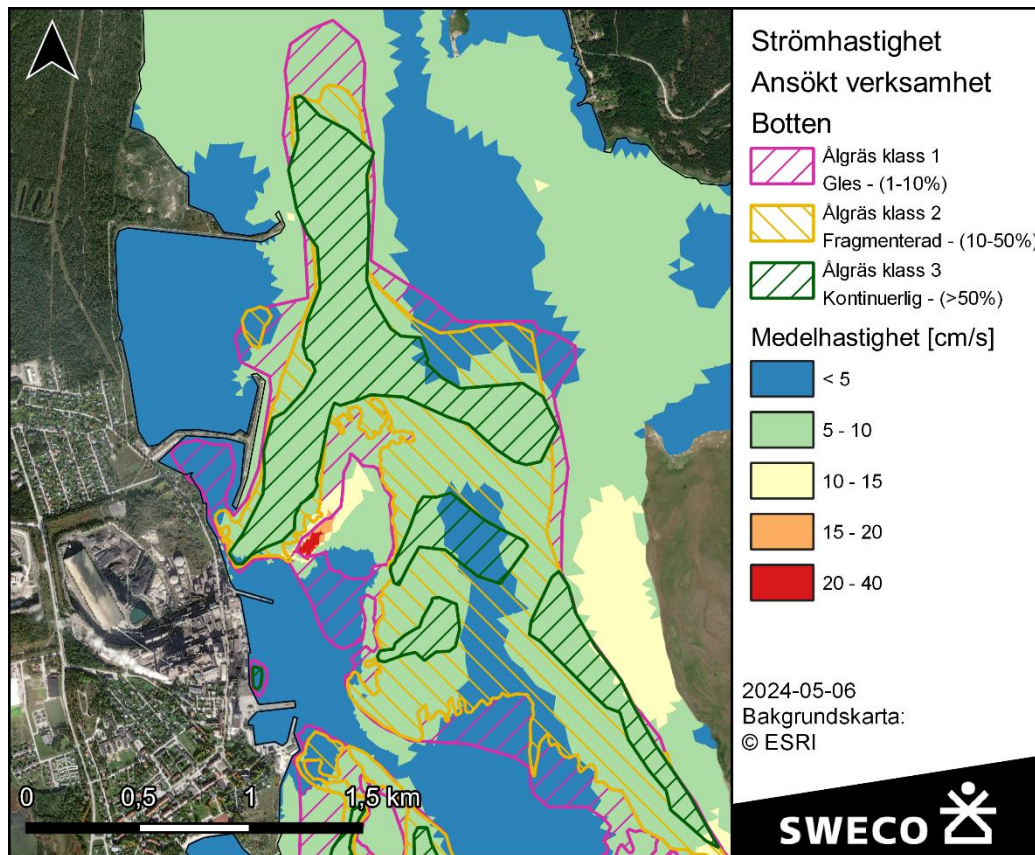 Strömhastighet
Ansökt verksamhet
Botten
Ålgräs klass 1
Gles - (1-10%)
Ålgräs klass 2
Fragmenterad - (10-50%)
Ålgräs klass 3
Kontinuerlig - (>50%)
Medelhastighet [cm/s]
< 5
5 - 10
10 - 15
15 - 20
20 - 40
2024-05-06
Bakgrundskarta:
© ESRI
0 0,5 1 1,5 km
SWECO